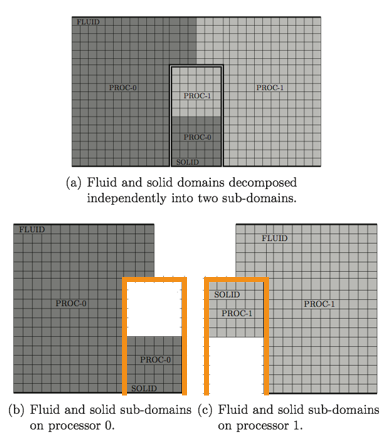 FLUID
PROC-0
PROC-1
PROC-1
PROC-0
SOLID
(a) Fluid and solid domains decomposed
independently into two sub-domains.
FLUID
PROC-0
PROC-0
SOLID
FLUID
SOLID
PROC-1
PROC-1
(b) Fluid and solid sub-domains
on processor 0.
(c) Fluid and solid sub-domains
on processor 1.